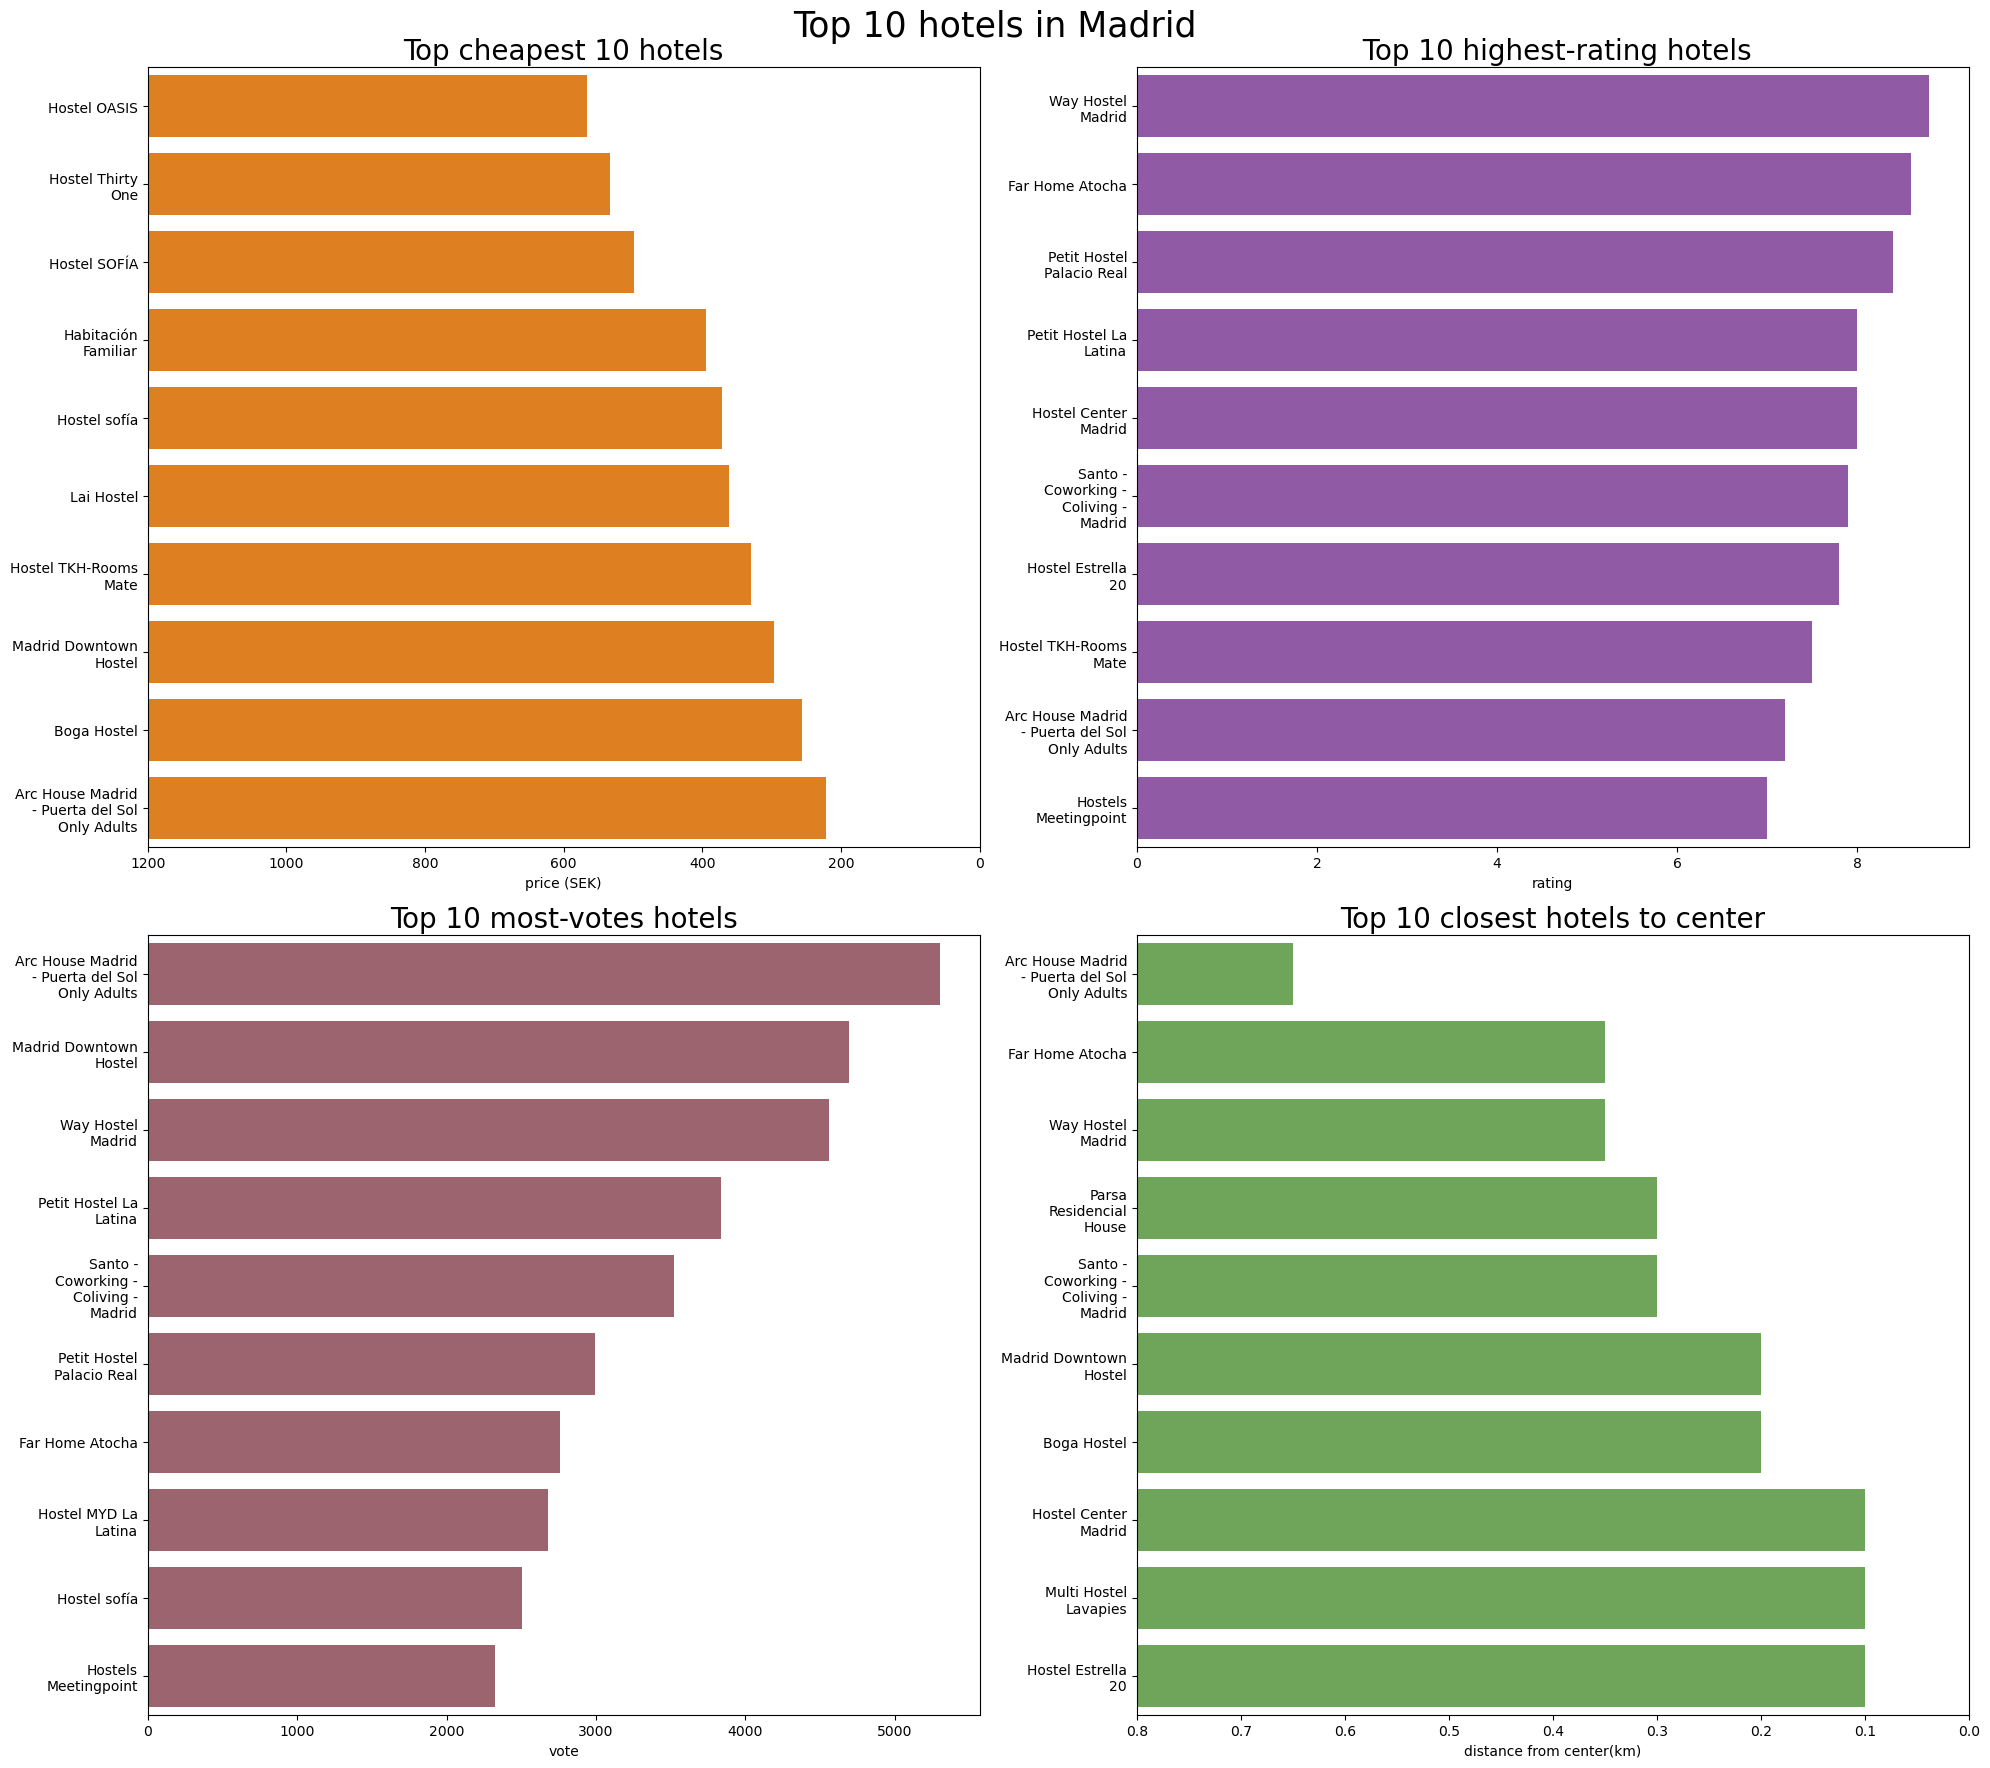 Top 10 hotels in Madrid
Top cheapest 10 hotels
Hostel OASIS
Hostel Thirty
One
Hostel SOFÍA
Habitación
Familiar
Hostel sofía
Lai Hostel
Hostel TKH-Rooms
Mate
Madrid Downtown
Hostel
Boga Hostel
Arc House Madrid
- Puerta del Sol
Only Adults
1200 1000 800 600 400 200 0
price (SEK)
Top 10 highest-rating hotels
Way Hostel
Madrid
Far Home Atocha
Petit Hostel
Palacio Real
Petit Hostel La
Latina
Hostel Center
Madrid
Santo -
Coworking -
Coliving -
Madrid
Hostel Estrella
20
Hostel TKH-Rooms
Mate
Arc House Madrid
- Puerta del Sol
Only Adults
Hostels
Meetingpoint
0 2 4 6 8
rating
Top 10 most-votes hotels
Arc House Madrid
- Puerta del Sol
Only Adults
Madrid Downtown
Hostel
Way Hostel
Madrid
Petit Hostel La
Latina
Santo -
Coworking -
Coliving -
Madrid
Petit Hostel
Palacio Real
Far Home Atocha
Hostel MYD La
Latina
Hostel sofía
Hostels
Meetingpoint
0 1000 2000 3000 4000 5000
vote
Top 10 closest hotels to center
Arc House Madrid
- Puerta del Sol
Only Adults
Far Home Atocha
Way Hostel
Madrid
Parsa
Residencial
House
Santo -
Coworking -
Coliving -
Madrid
Madrid Downtown
Hostel
Boga Hostel
Hostel Center
Madrid
Multi Hostel
Lavapies
Hostel Estrella
20
0.8 0.7 0.6 0.5 0.4 0.3 0.2 0.1 0.0
distance from center(km)